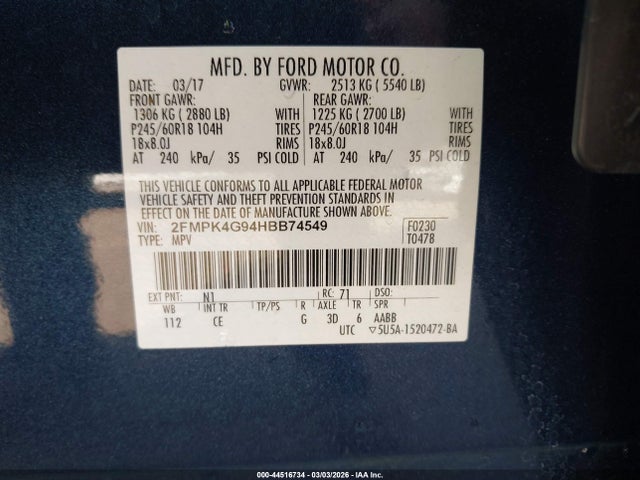 MFD. BY FORD MOTOR CO.
DATE: 03/17 GVWR: 2513 KG ( 5540 LB)
FRONT GAWR: REAR GAWR:
1306 KG ( 2880 LB) WITH 1225 KG ( 2700 LB) WITH
P245/60R18 104H TIRES P245/60R18 104H TIRES
18x8.0J RIMS 18x8.0J RIMS
AT 240 kPa/ 35 PSI COLD AT 240 kPa/ 35 PSI COLD
THIS VEHICLE CONFORMS TO ALL APPLICABLE FEDERAL MOTOR
VEHICLE SAFETY AND THEFT PREVENTION STANDARDS IN
EFFECT ON THE DATE OF MANUFACTURE SHOWN ABOVE.
VIN: 2FMPK4G94HBB74549 F0230
TYPE: MPV T0478
EXT PNT: N1 RC: 71 DSO:
WB INT TR TP/PS R AXLE TR SPR
112 CE G 3D 6 AABB
UTC ▽5U5A-1520472-BA
000-44516734 | 03/03/2026 | IAA Inc.